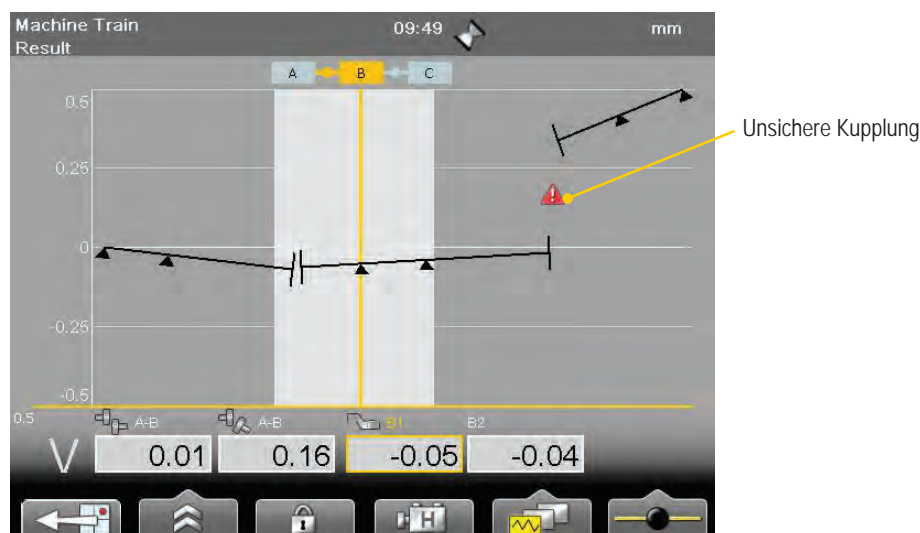 Machine Train
Result
09:49
mm
A B C
0.5
0.25
0
-0.25
-0.5
Unsichere Kupplung
0.5
A-B
A-B
B1
B2
V
0.01
0.16
-0.05
-0.04
H